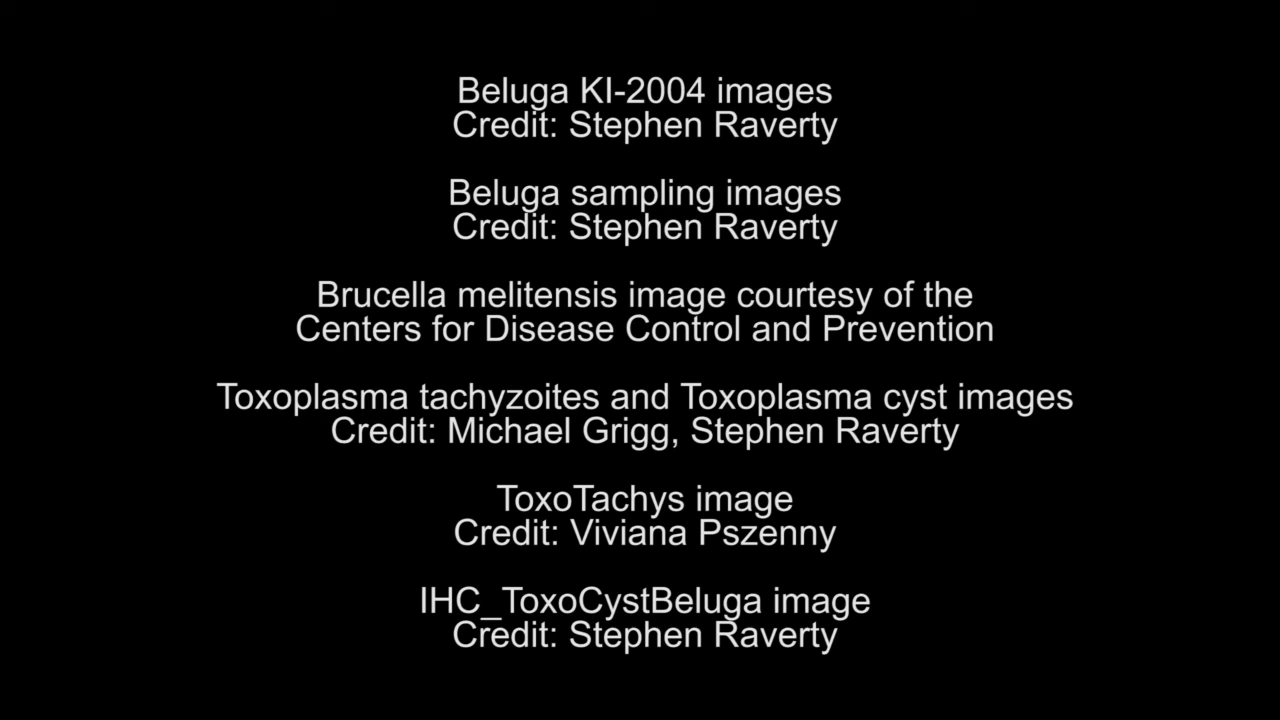 Beluga KI-2004 images
Credit: Stephen Raverty
Beluga sampling images
Credit: Stephen Raverty
Brucella melitensis image courtesy of the
Centers for Disease Control and Prevention
Toxoplasma tachyzoites and Toxoplasma cyst images
Credit: Michael Grigg, Stephen Raverty
ToxoTachys image
Credit: Viviana Pszenny
IHC_ToxoCystBeluga image
Credit: Stephen Raverty